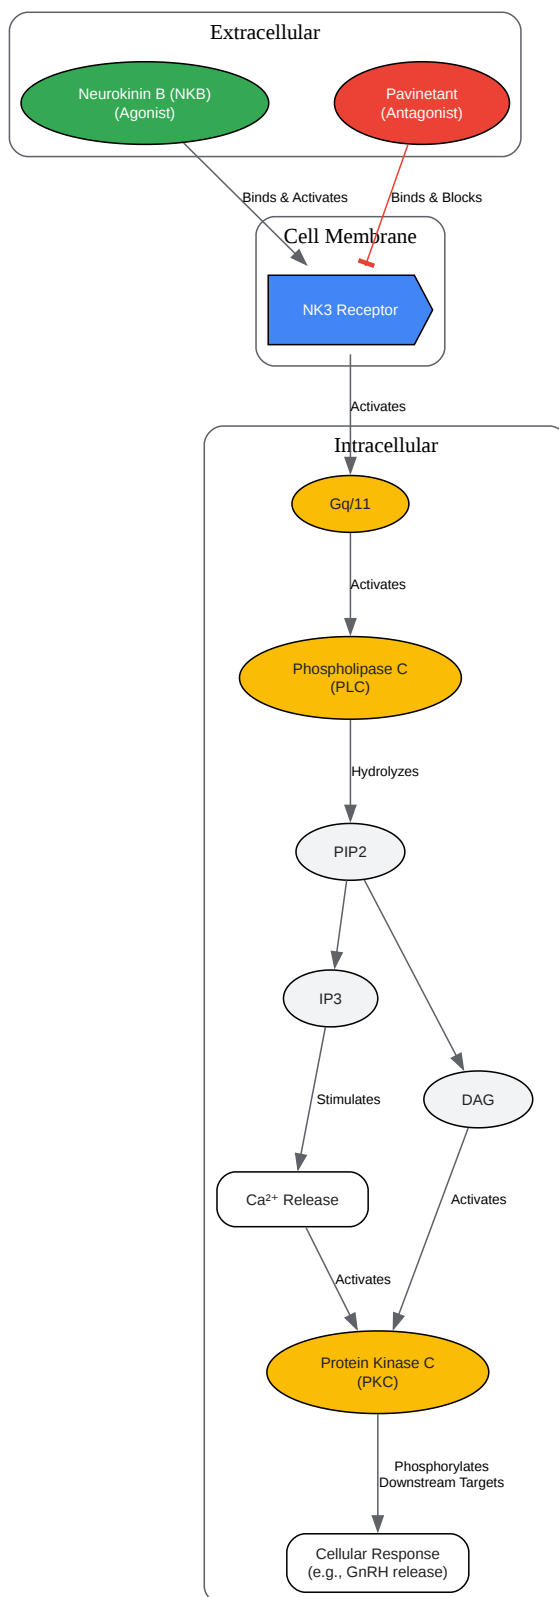 Extracellular
Neurokinin B (NKB)
(Agonist)
Pavinetant
(Antagonist)
Binds & Activates
Binds & Blocks
Cell Membrane
NK3 Receptor
Activates
Intracellular
Gq/11
Activates
Phospholipase C
(PLC)
Hydrolyzes
PIP2
IP3
Stimulates
DAG
Ca²⁺ Release
Activates
Activates
Protein Kinase C
(PKC)
Phosphorylates
Downstream Targets
Cellular Response
(e.g., GnRH release)